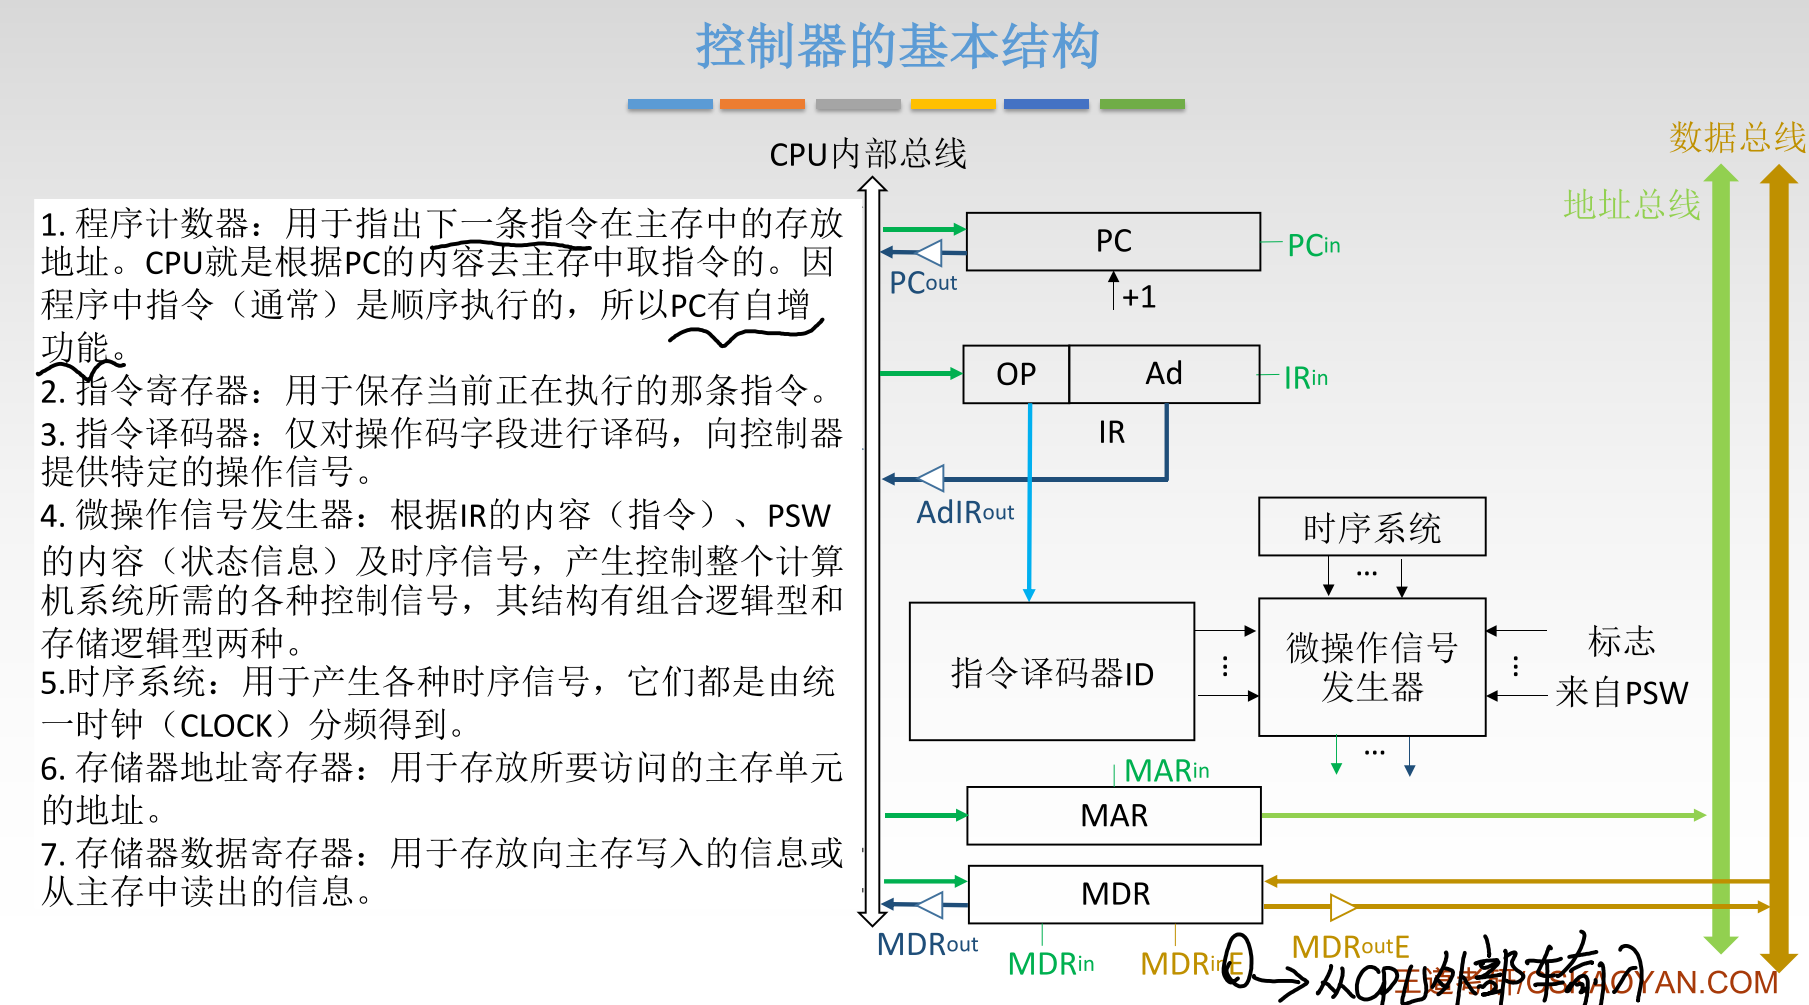 控制器的基本结构
数据总线
CPU内部总线
地址总线
1. 程序计数器：用于指出下一条指令在主存中的存放
地址。CPU就是根据PC的内容去主存中取指令的。因
程序中指令（通常）是顺序执行的，所以PC有自增
功能。
2. 指令寄存器：用于保存当前正在执行的那条指令。
3. 指令译码器：仅对操作码字段进行译码，向控制器
提供特定的操作信号。
4. 微操作信号发生器：根据IR的内容（指令）、PSW
的内容（状态信息）及时序信号，产生控制整个计算
机系统所需的各种控制信号，其结构有组合逻辑型和
存储逻辑型两种。
5.时序系统：用于产生各种时序信号，它们都是由统
一时钟（CLOCK）分频得到。
6. 存储器地址寄存器：用于存放所要访问的主存单元
的地址。
7. 存储器数据寄存器：用于存放向主存写入的信息或
从主存中读出的信息。
PC
PCin
PCout
+1
OP
Ad
IRin
IR
AdIRout
时序系统
...
指令译码器ID
...
微操作信号
发生器
...
标志
来自PSW
...
MARin
MAR
MDR
MDRout
MDRin
MDRinE
MDRoutE
从CPU外部输入
王道考研/CSKAOYAN.COM